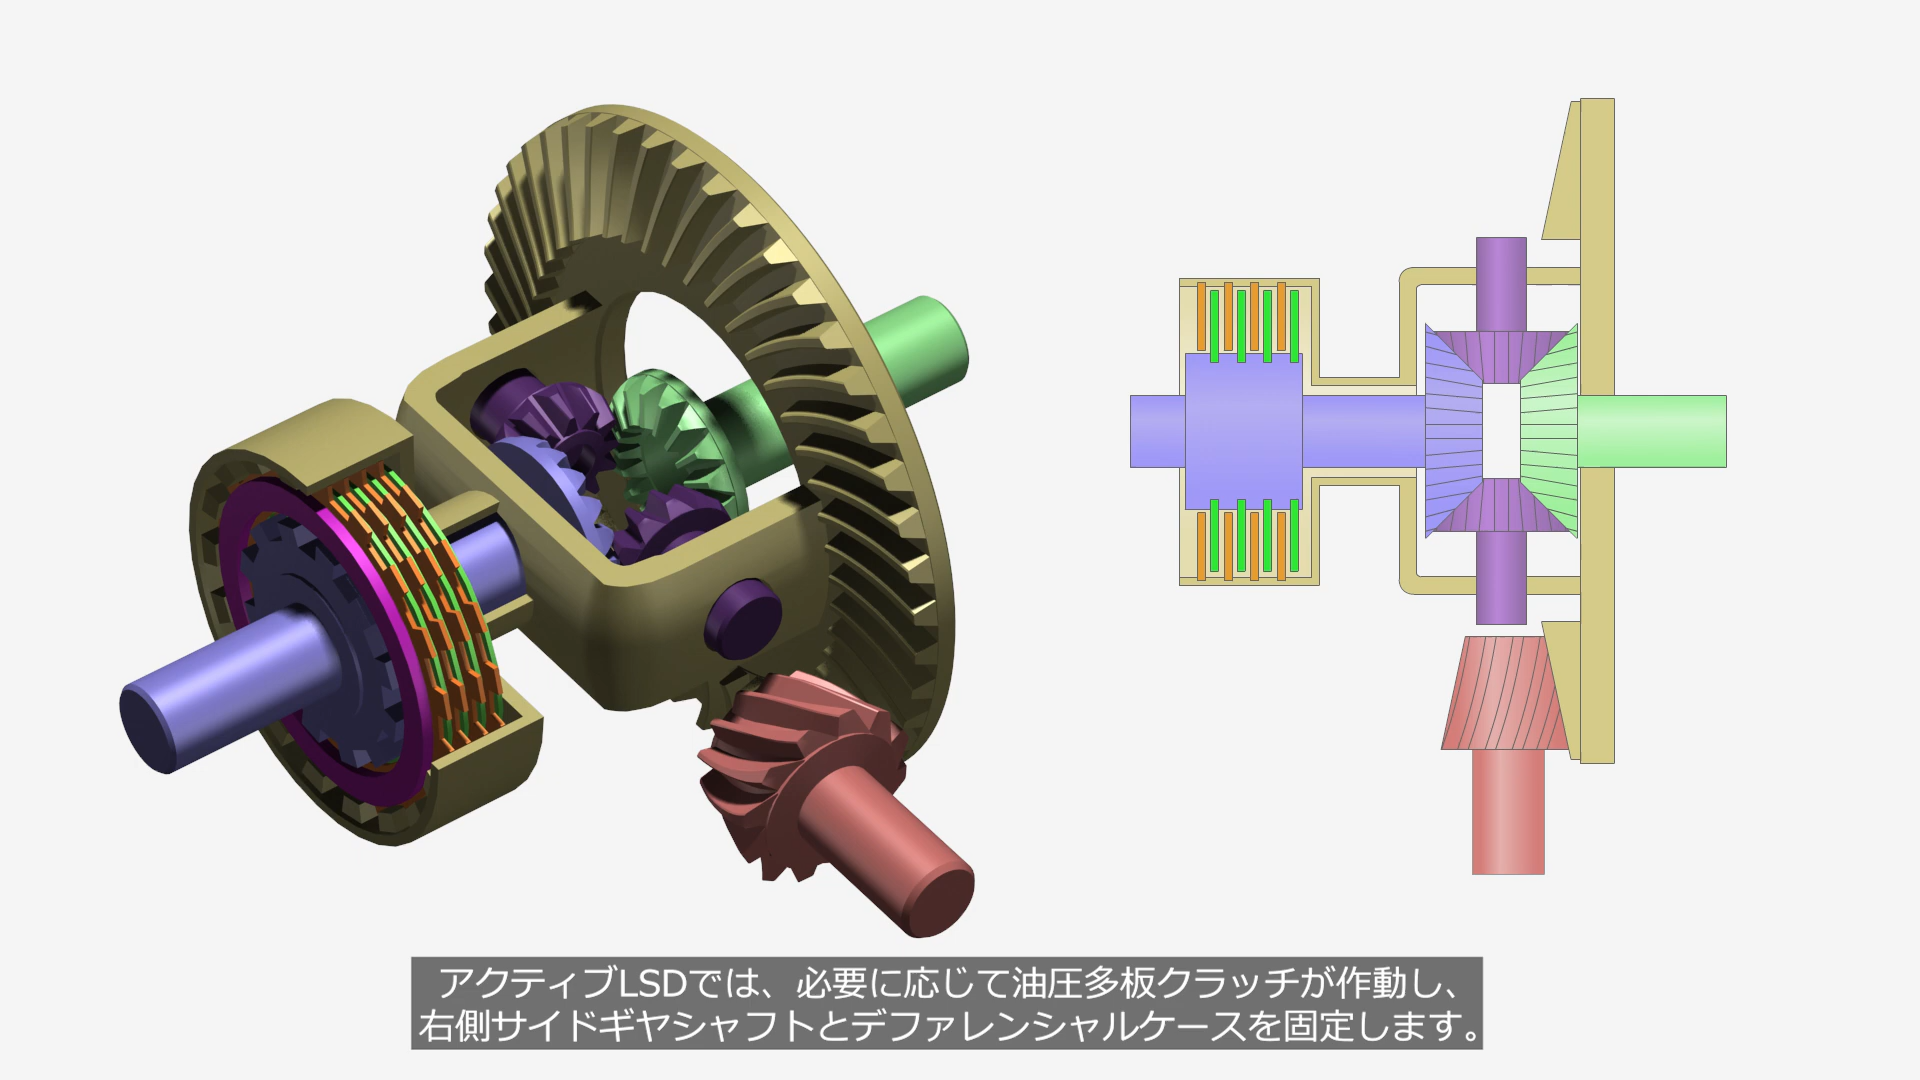 アクティブLSDでは、必要に応じて油圧多板クラッチが作動し、
右側サイドギヤシャフトとデファレンシャルケースを固定します。